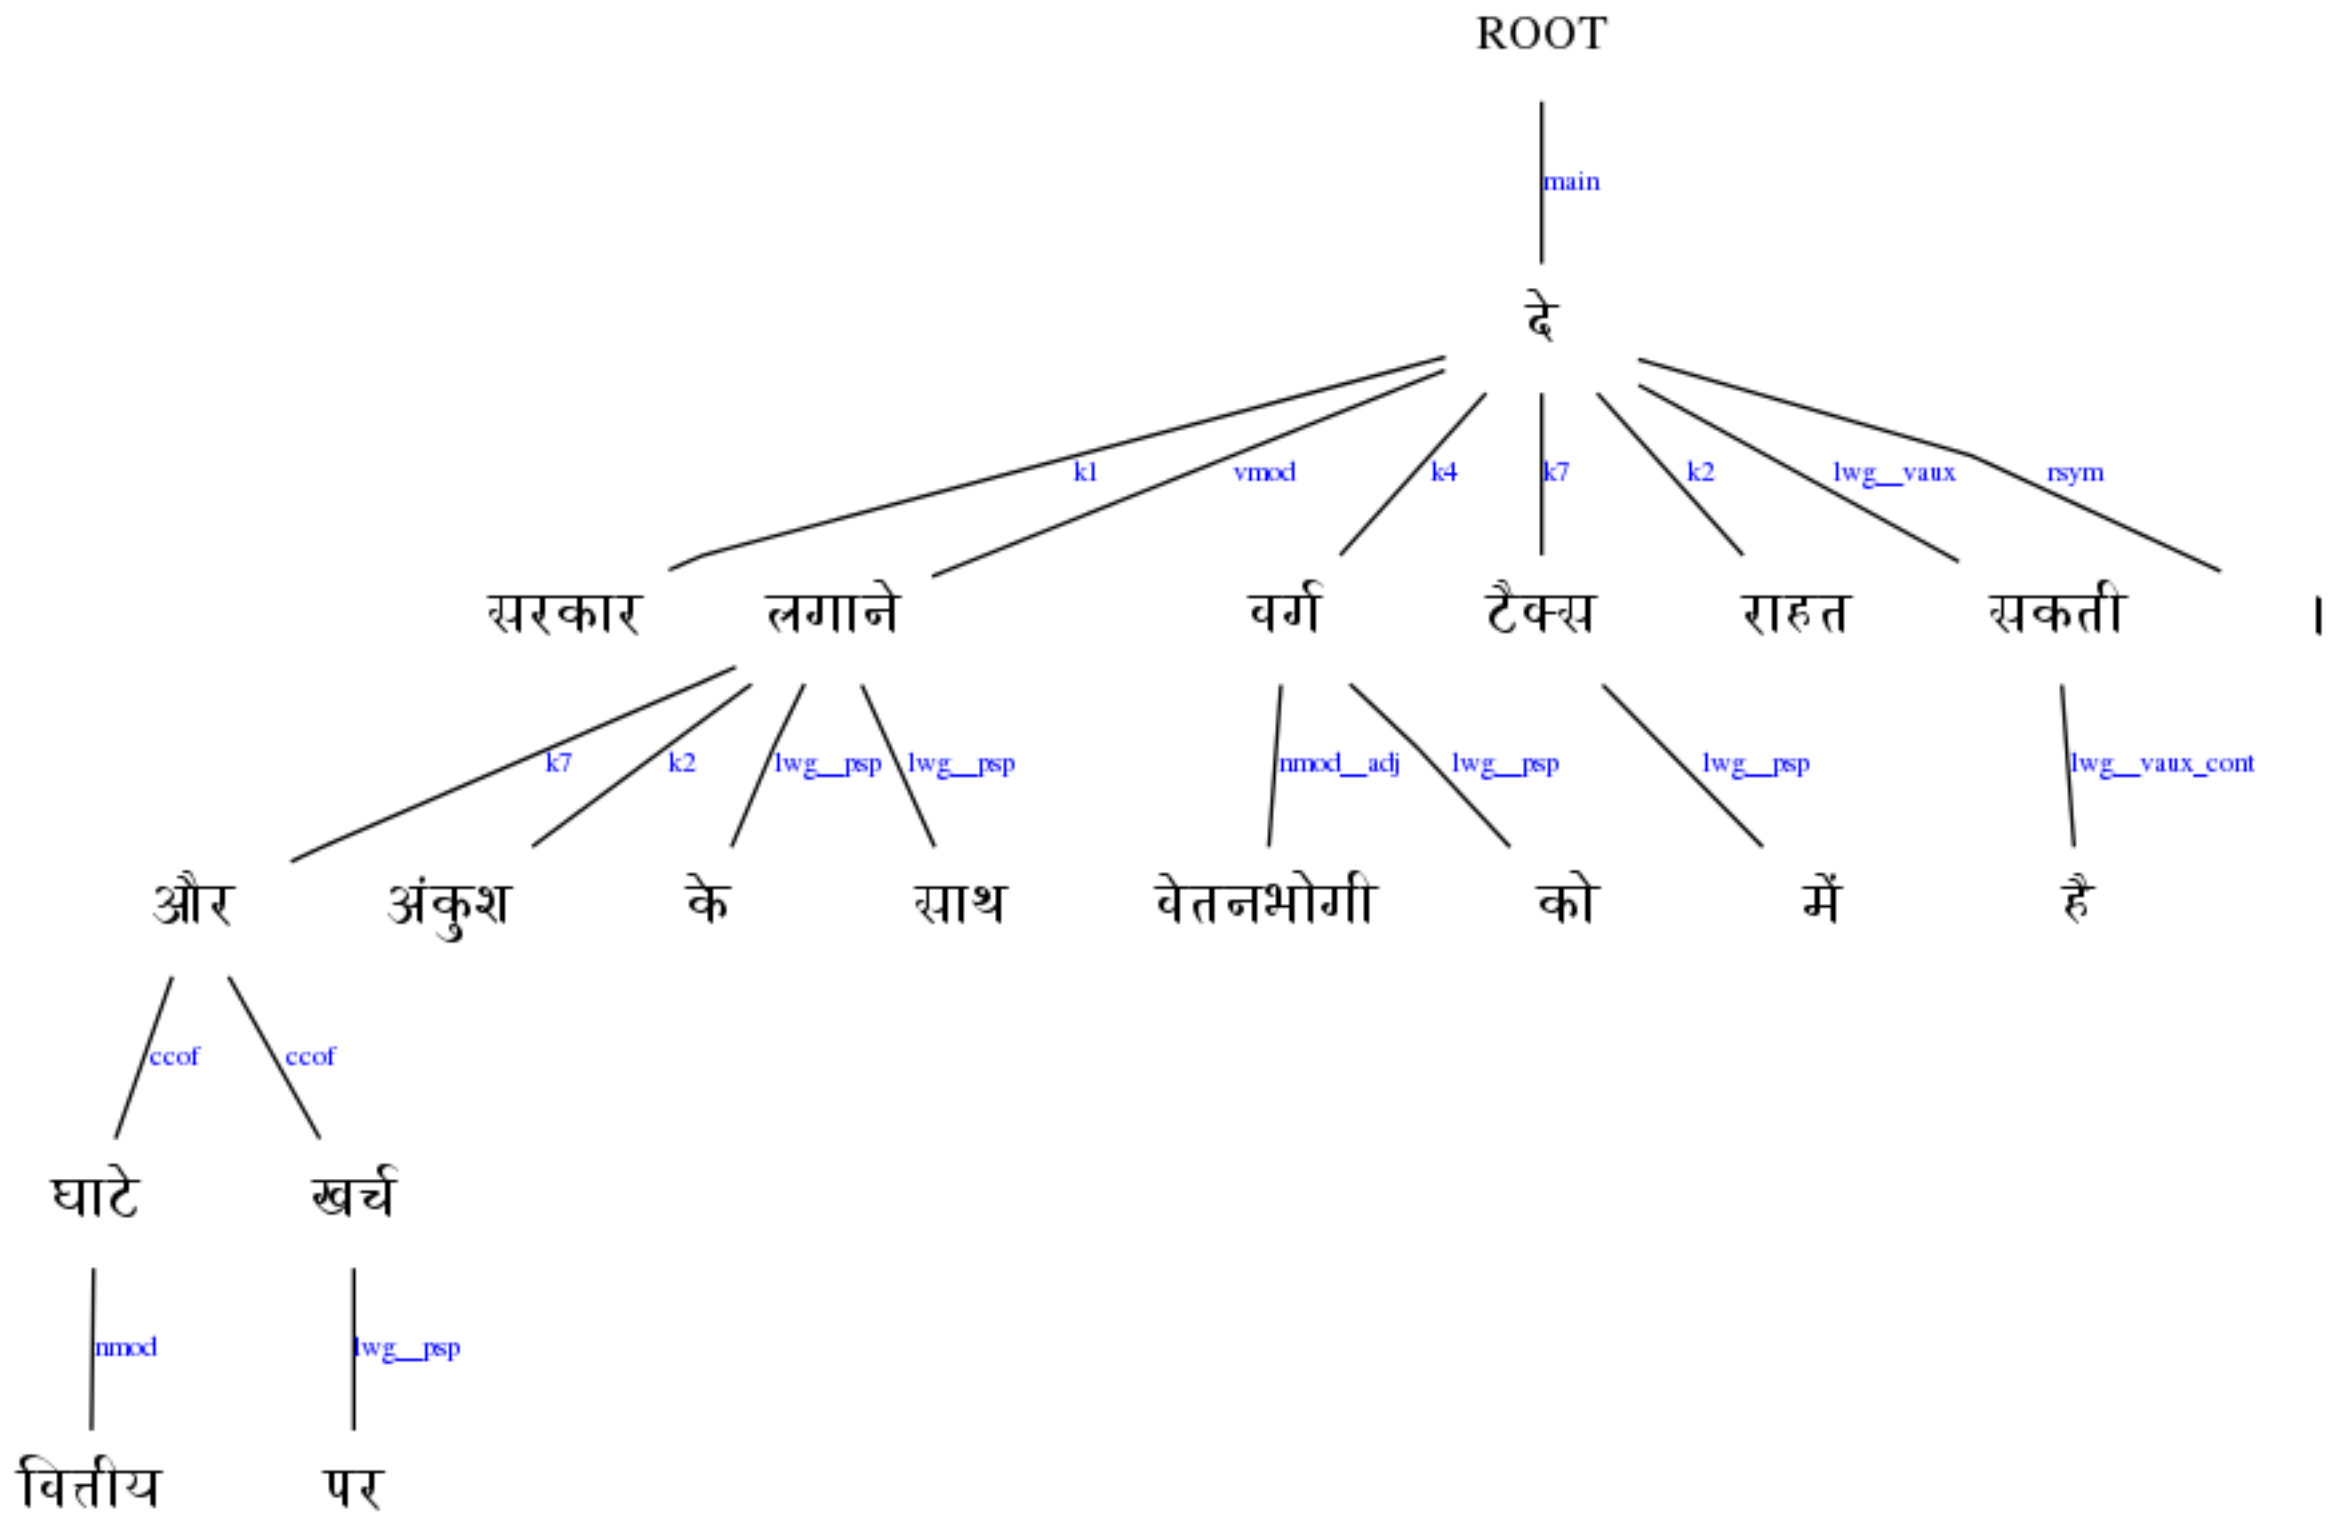 ROOT
main
दे
k1 vmod k4 k7 k2 lwg__vaux rsym
सरकार लगाने वर्ग टैक्स राहत सकती ।
k7 k2 lwg__psp lwg__psp nmod__adj lwg__psp lwg__psp lwg__vaux_cont
और अंकुश के साथ वेतनभोगी को में है
ccof ccof
घाटे खर्च
nmod lwg__psp
वित्तीय पर